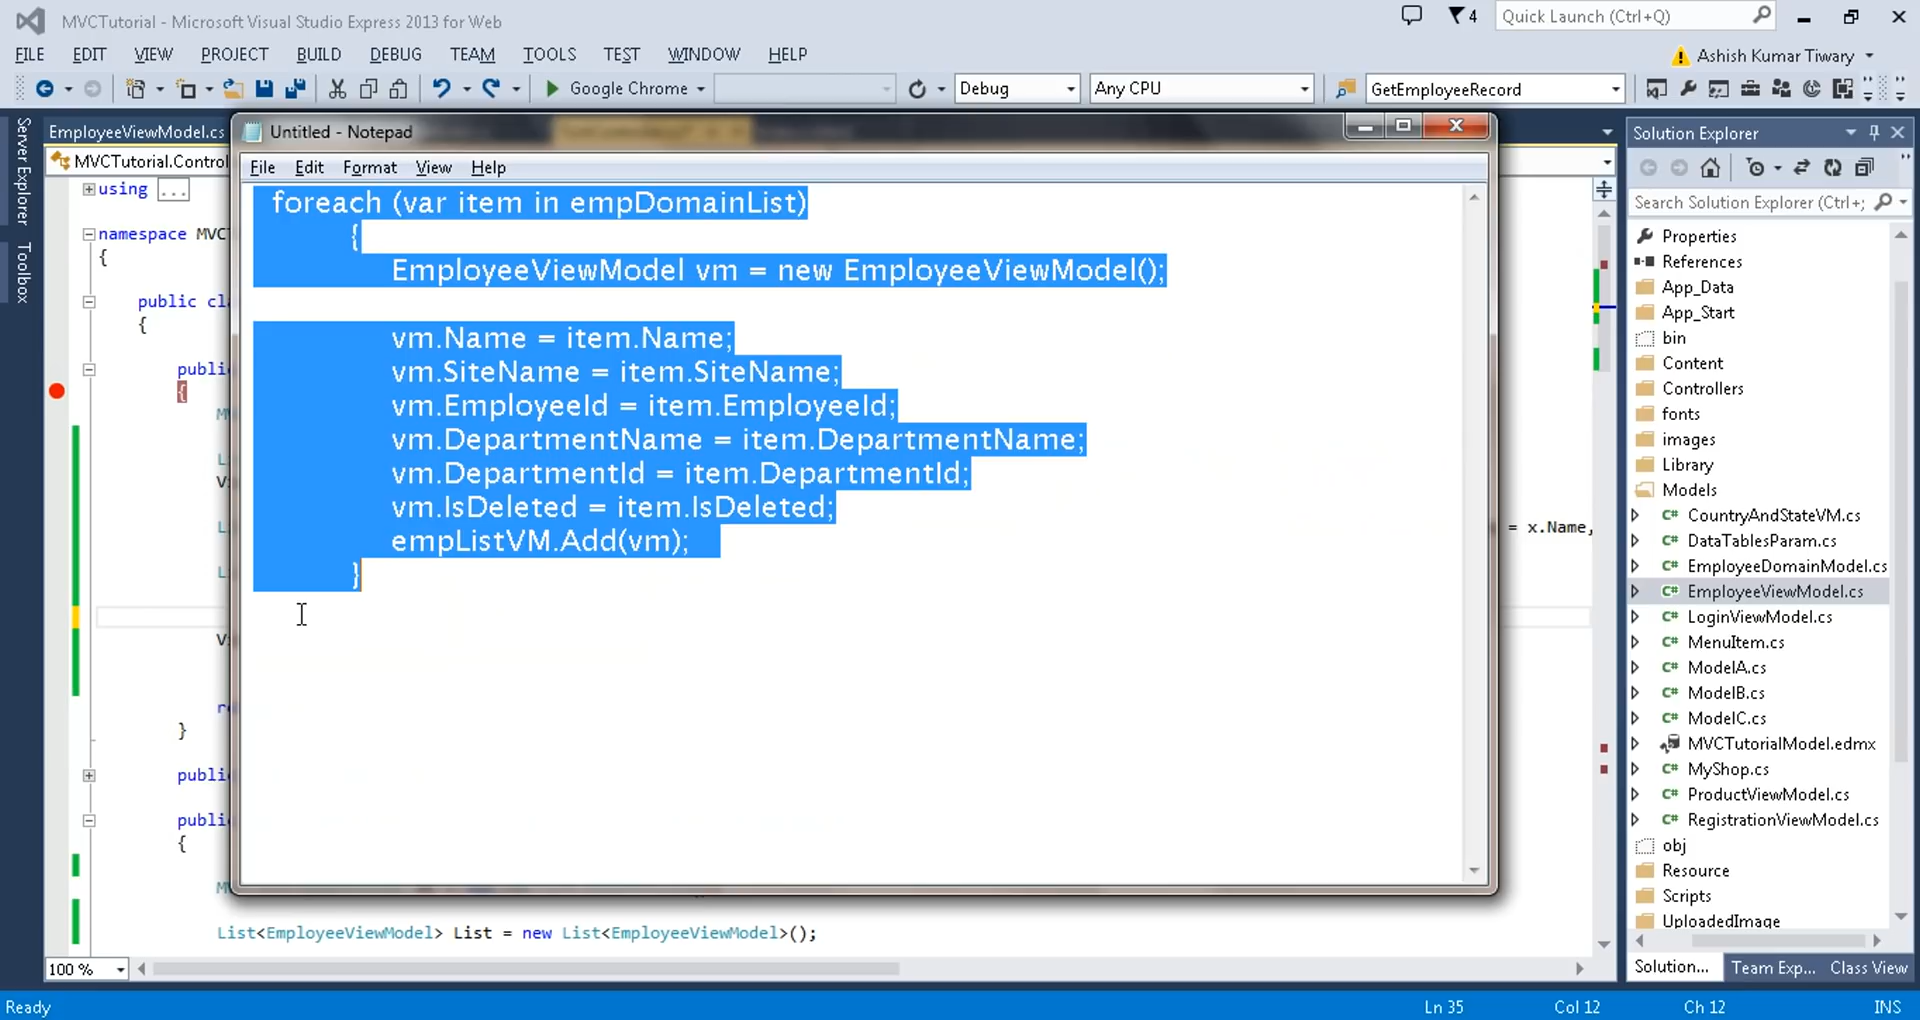 MVCTutorial - Microsoft Visual Studio Express 2013 for Web
4
Quick Launch (Ctrl+Q)
FILE EDIT VIEW PROJECT BUILD DEBUG TEAM TOOLS TEST WINDOW HELP
Ashish Kumar Tiwary
Google Chrome
Debug
Any CPU
GetEmployeeRecord
Server Explorer
Toolbox
EmployeeViewModel.cs
MVCTutorial.Control
using ...
namespace MVC
{
public cla
{
publi
{
publi
}
publi
{
List<EmployeeViewModel> List = new List<EmployeeViewModel>();
= x.Name,
100 %
Untitled - Notepad
File Edit Format View Help
foreach (var item in empDomainList)
{
EmployeeViewModel vm = new EmployeeViewModel();
vm.Name = item.Name;
vm.SiteName = item.SiteName;
vm.EmployeeId = item.EmployeeId;
vm.DepartmentName = item.DepartmentName;
vm.DepartmentId = item.DepartmentId;
vm.IsDeleted = item.IsDeleted;
empListVM.Add(vm);
}
Solution Explorer
Search Solution Explorer (Ctrl+;
Properties
References
App_Data
App_Start
bin
Content
Controllers
fonts
images
Library
Models
CountryAndStateVM.cs
DataTablesParam.cs
EmployeeDomainModel.cs
EmployeeViewModel.cs
LoginViewModel.cs
MenuItem.cs
ModelA.cs
ModelB.cs
ModelC.cs
MVCTutorialModel.edmx
MyShop.cs
ProductViewModel.cs
RegistrationViewModel.cs
obj
Resource
Scripts
UploadedImage
Solution... Team Exp... Class View
Ready
Ln 35
Col 12
Ch 12
INS